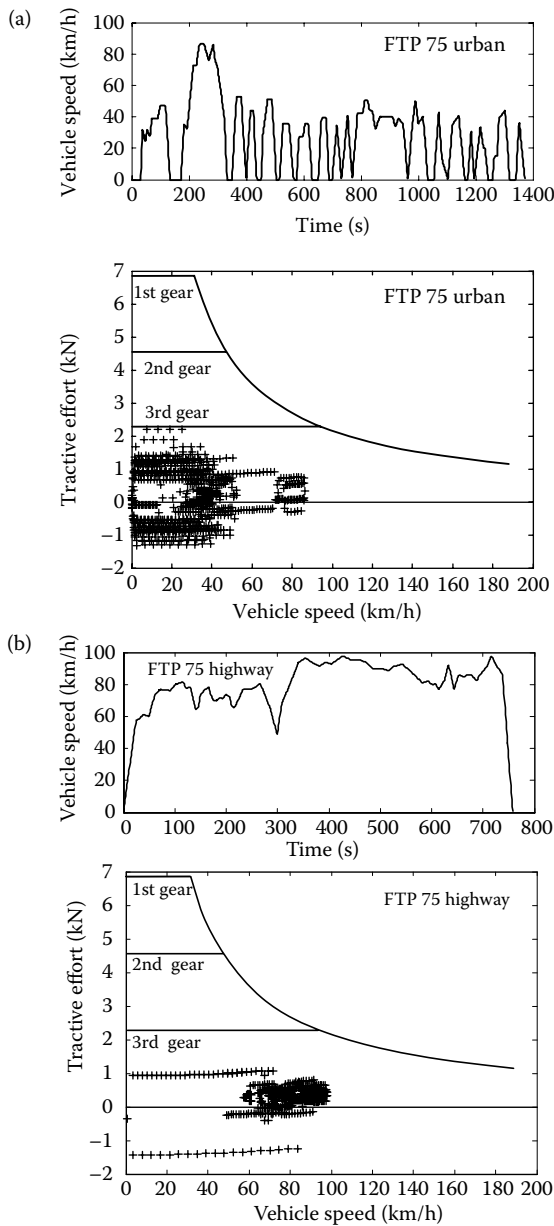 (a)
FTP 75 urban
Vehicle speed (km/h)
100
80
60
40
20
0
0 200 400 600 800 1000 1200 1400
Time (s)
FTP 75 urban
Tractive effort (kN)
7
6
5
4
3
2
1
0
−1
−2
1st gear
2nd gear
3rd gear
0 20 40 60 80 100 120 140 160 180 200
Vehicle speed (km/h)
(b)
FTP 75 highway
Vehicle speed (km/h)
100
80
60
40
20
0
0 100 200 300 400 500 600 700 800
Time (s)
FTP 75 highway
Tractive effort (kN)
7
6
5
4
3
2
1
0
−1
−2
1st gear
2nd gear
3rd gear
0 20 40 60 80 100 120 140 160 180 200
Vehicle speed (km/h)